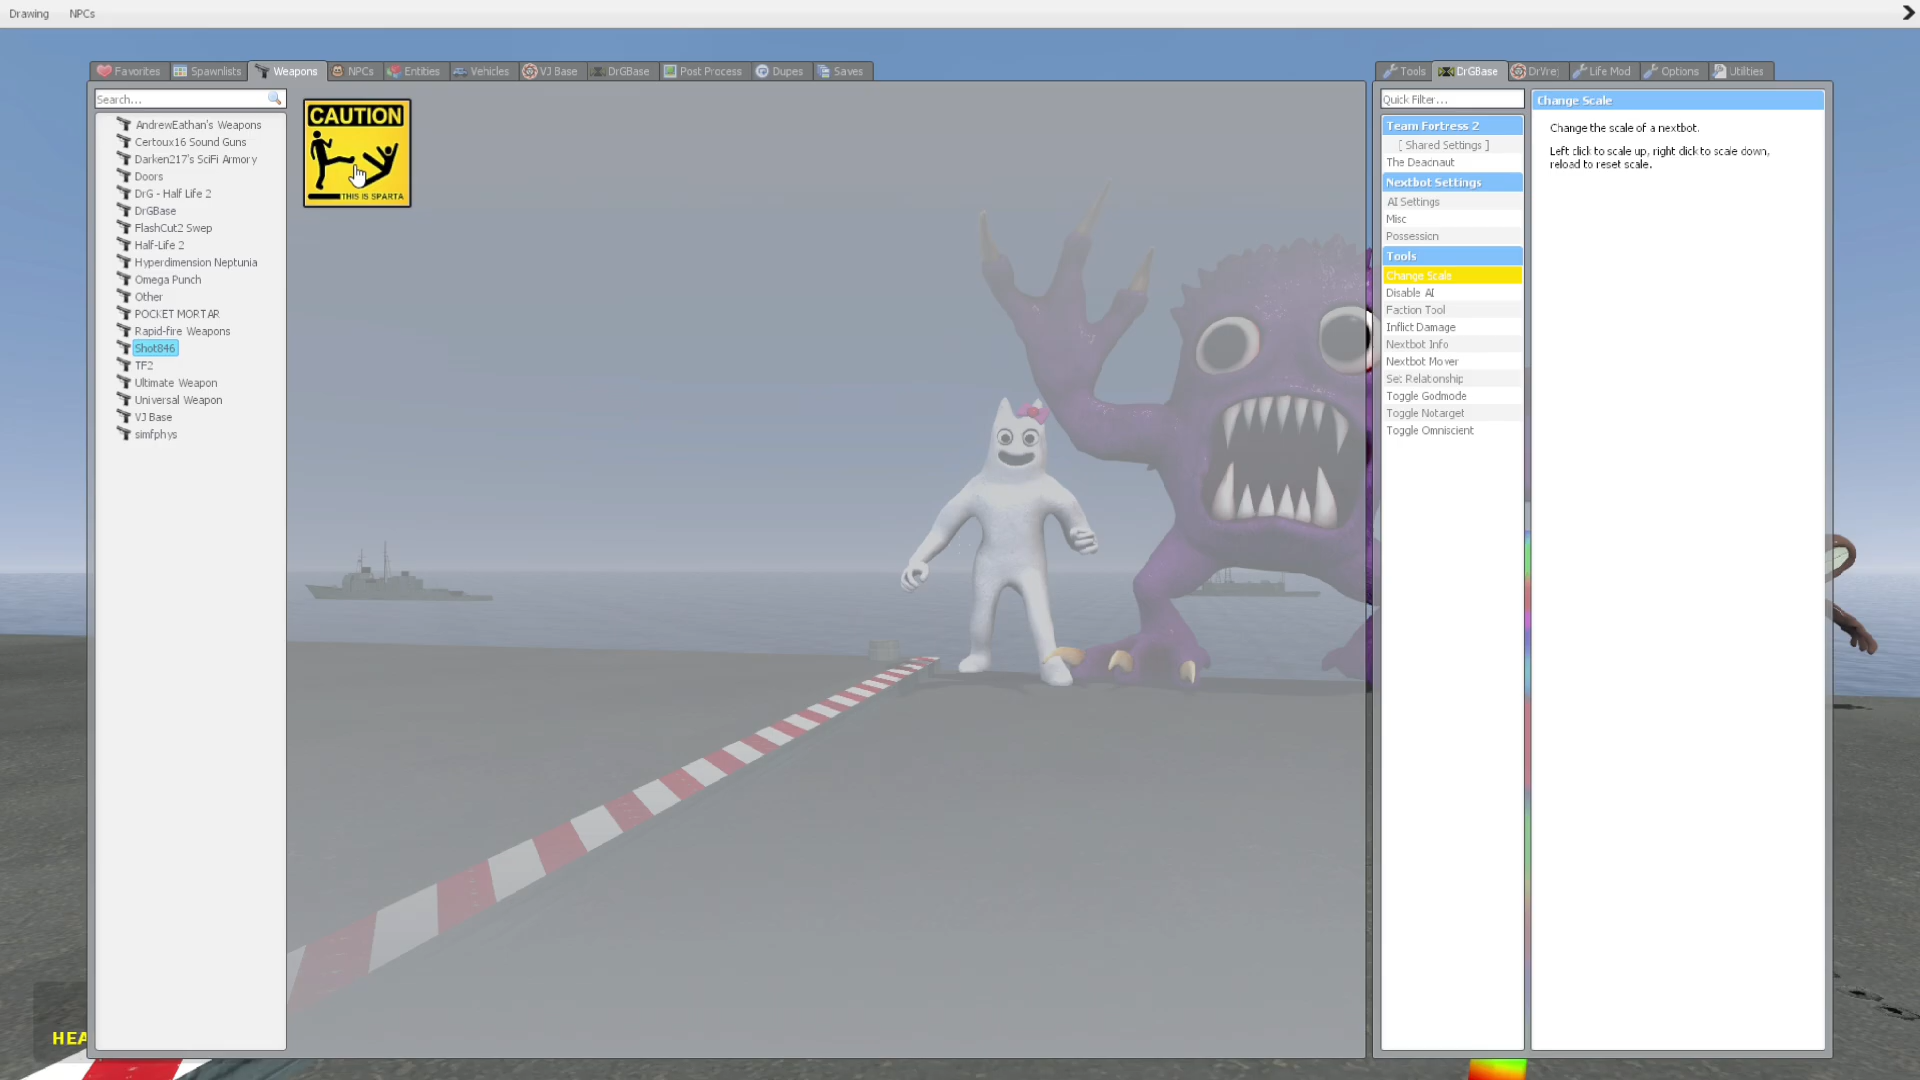 Drawing NPCs
Favorites Spawnlists Weapons NPCs Entities Vehicles VJ Base DrGBase Post Process Dupes Saves
Search...
AndrewEathan's Weapons
Certoux16 Sound Guns
Darken217's SciFi Armory
Doors
DrG - Half Life 2
DrGBase
FlashCut2 Swep
Half-Life 2
Hyperdimension Neptunia
Omega Punch
Other
POCKET MORTAR
Rapid-fire Weapons
Shot846
TF2
Ultimate Weapon
Universal Weapon
VJ Base
simfphys
CAUTION
THIS IS SPARTA
Tools DrGBase DrVrej Life Mod Options Utilities
Quick Filter...
Team Fortress 2
[ Shared Settings ]
The Deadnaut
Nextbot Settings
AI Settings
Misc
Possession
Tools
Change Scale
Disable AI
Faction Tool
Inflict Damage
Nextbot Info
Nextbot Mover
Set Relationship
Toggle Godmode
Toggle Notarget
Toggle Omniscient
Change Scale
Change the scale of a nextbot.
Left click to scale up, right click to scale down,
reload to reset scale.
HEA